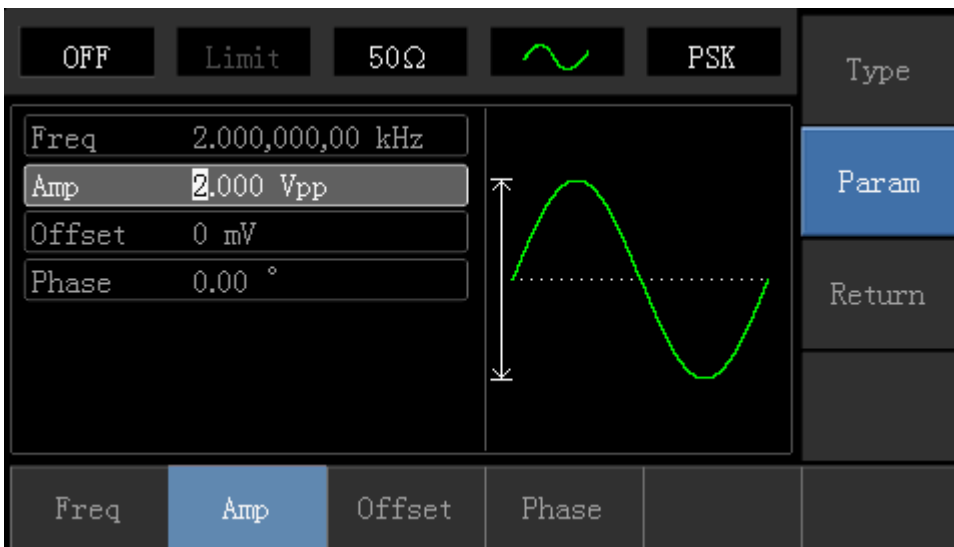 OFF Limit 50Ω PSK
Type
Freq 2.000,000,00 kHz
Amp 2.000 Vpp
Param
Offset 0 mV
Phase 0.00 °
Return
Freq Amp Offset Phase